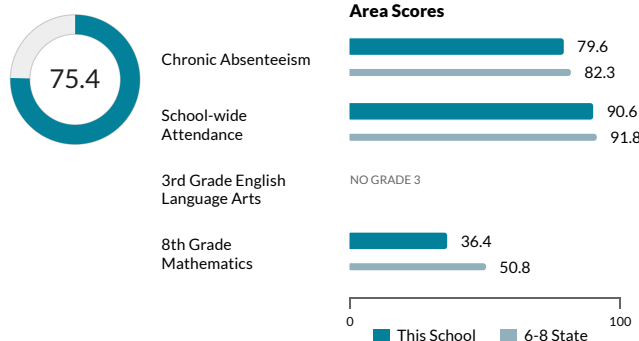 Area Scores
75.4
Chronic Absenteeism
79.6
82.3
School-wide
Attendance
90.6
91.8
3rd Grade English
Language Arts
NO GRADE 3
8th Grade
Mathematics
36.4
50.8
0
100
This School
6-8 State